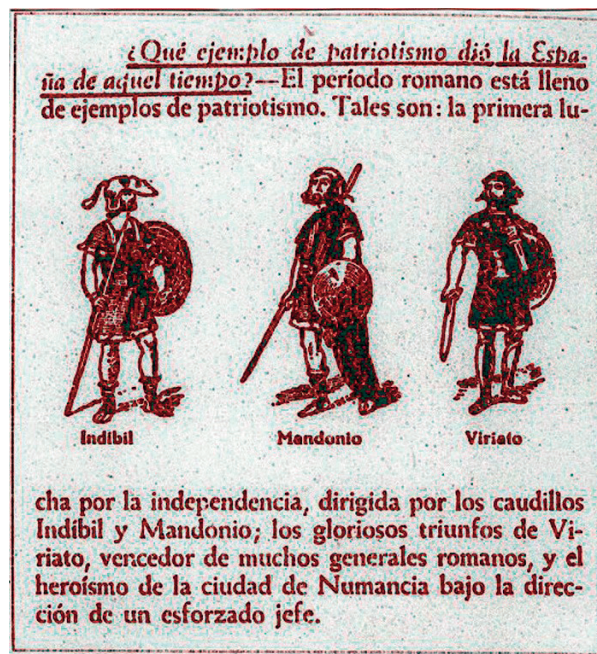 ¿Qué ejemplo de patriotismo dió la Espa-
ña de aquel tiempo?—El período romano está lleno
de ejemplos de patriotismo. Tales son: la primera lu-
Indíbil
Mandonio
Viriato
cha por la independencia, dirigida por los caudillos
Indíbil y Mandonio; los gloriosos triunfos de Vi-
riato, vencedor de muchos generales romanos, y el
heroísmo de la ciudad de Numancia bajo la direc-
ción de un esforzado jefe.